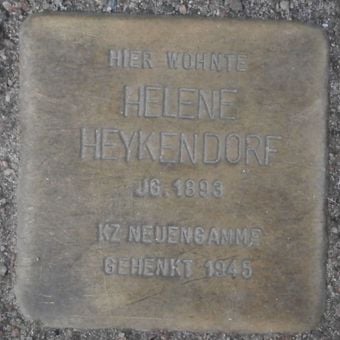 HIER WOHNTE
HELENE
HEYKENDORF
JG. 1893
KZ NEUENGAMME
GEHENKT 1945